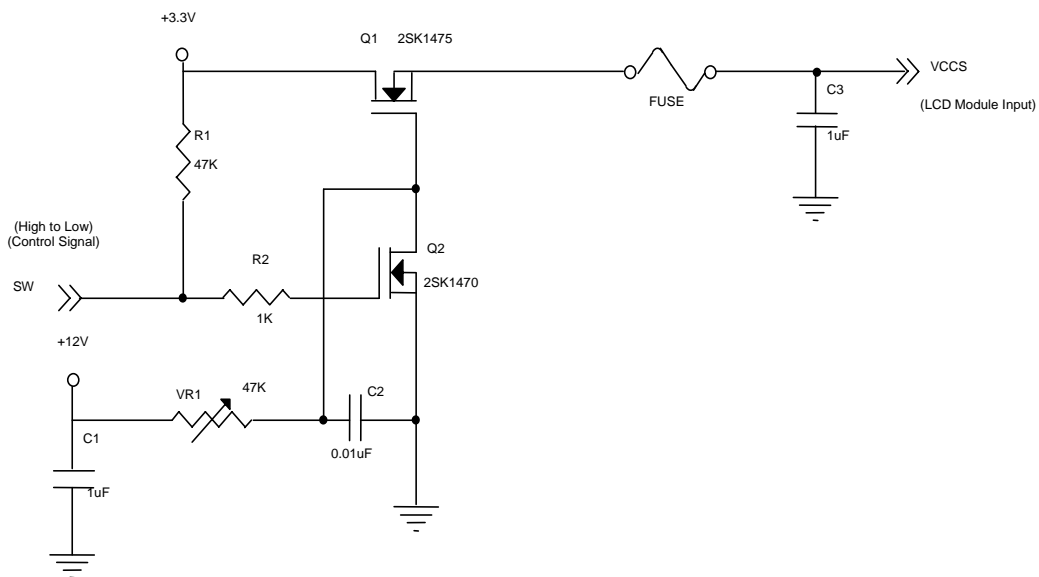 +3.3V
Q1 2SK1475
VCCS
(LCD Module Input)
FUSE
C3
1uF
R1
47K
(High to Low)
(Control Signal)
SW
R2
1K
Q2
2SK1470
+12V
VR1
47K
C2
0.01uF
C1
1uF